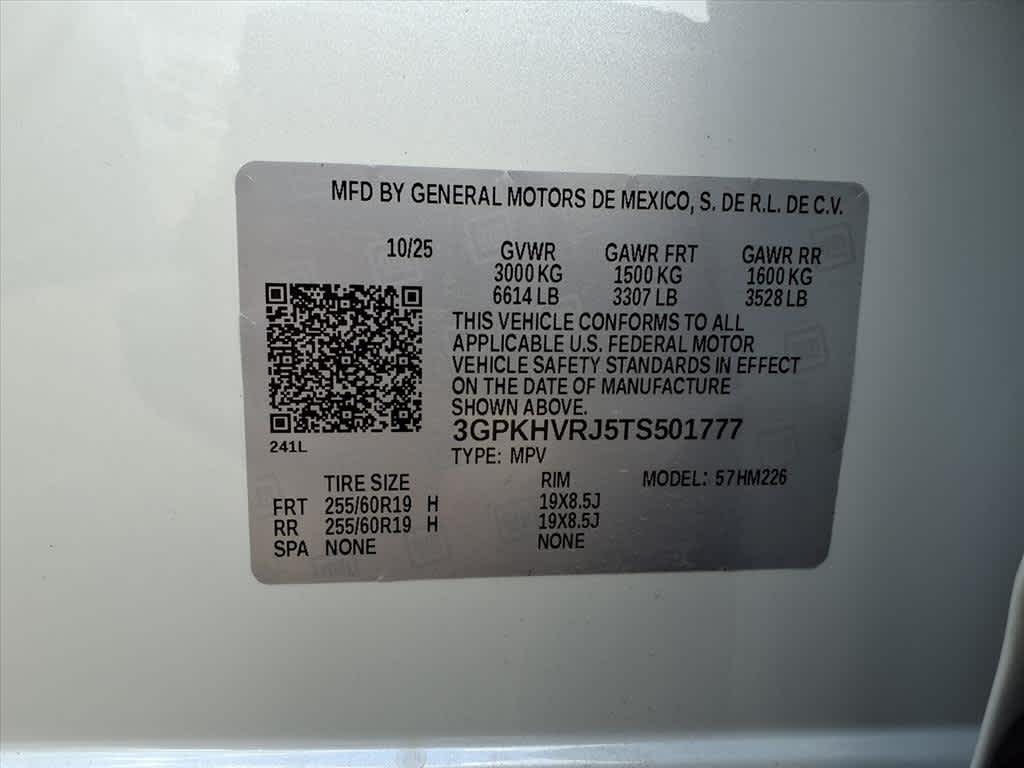 MFD BY GENERAL MOTORS DE MEXICO, S. DE R.L. DE C.V.
10/25 GVWR GAWR FRT GAWR RR
3000 KG 1500 KG 1600 KG
6614 LB 3307 LB 3528 LB
THIS VEHICLE CONFORMS TO ALL
APPLICABLE U.S. FEDERAL MOTOR
VEHICLE SAFETY STANDARDS IN EFFECT
ON THE DATE OF MANUFACTURE
SHOWN ABOVE.
3GPKHVRJ5TS501777
241L
TYPE: MPV
TIRE SIZE RIM MODEL: 57HM226
FRT 255/60R19 H 19X8.5J
RR 255/60R19 H 19X8.5J
SPA NONE NONE